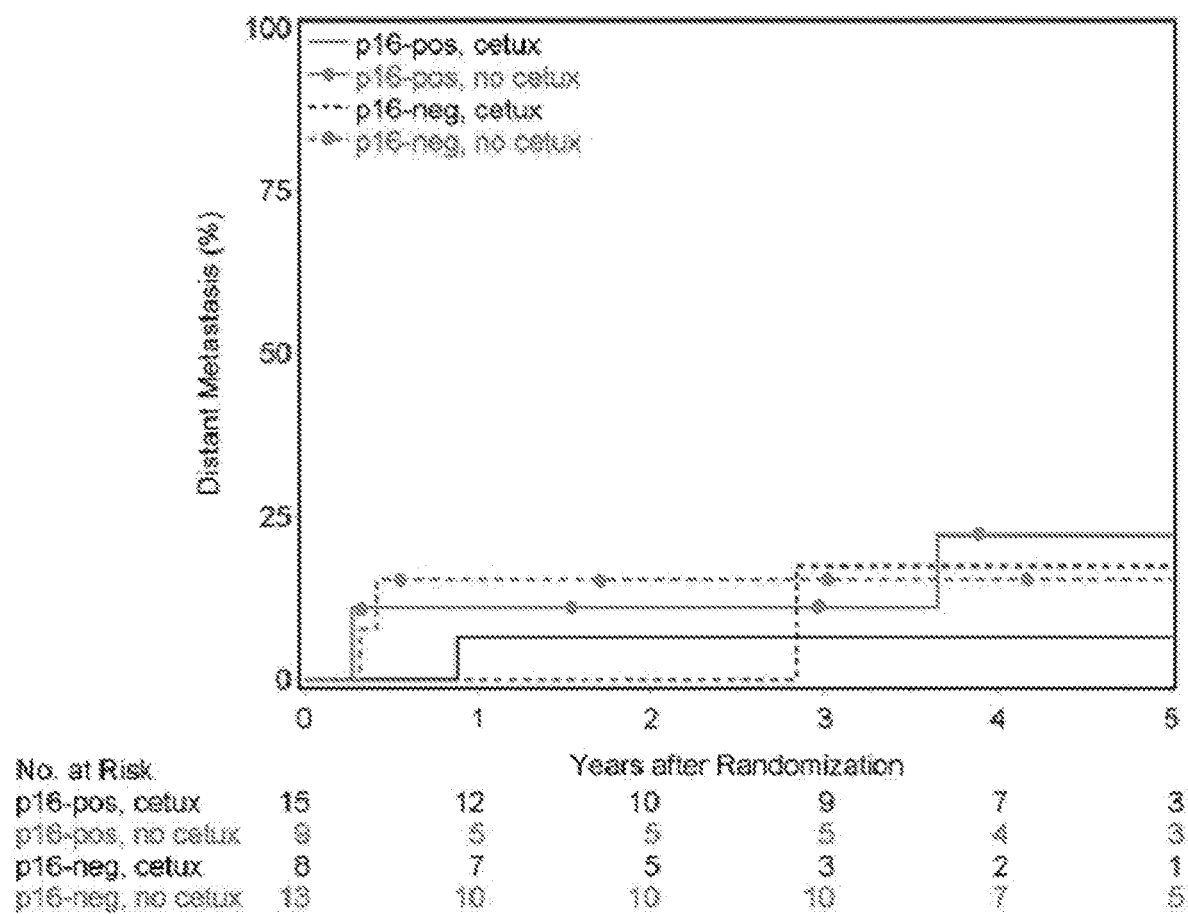 100
p16-pos, cetux
p16-pos, no cetux
p16-neg, cetux
p16-neg, no cetux
75
50
25
0
Distant Metastasis (%)
0 1 2 3 4 5
Years after Randomization
No. at Risk
p16-pos, cetux 15 12 10 9 7 3
p16-pos, no cetux 9 5 5 5 4 3
p16-neg, cetux 8 7 5 3 2 1
p16-neg, no cetux 13 10 10 10 7 5